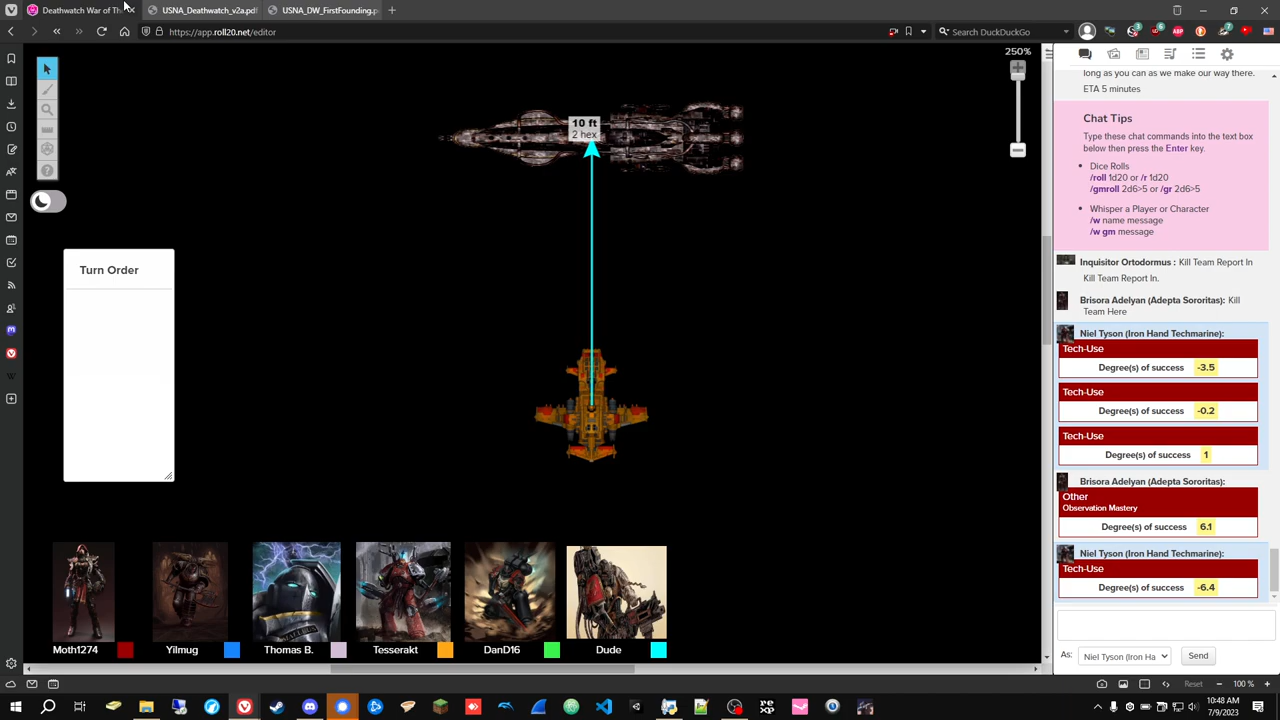 Deathwatch War of Th
USNA_Deathwatch_v2a.pdf
USNA_DW_FirstFounding.p
https://app.roll20.net/editor
Search DuckDuckGo
250%
long as you can as we make our way there.
ETA 5 minutes
Chat Tips
Type these chat commands into the text box
below then press the Enter key.
Dice Rolls
/roll 1d20 or /r 1d20
/gmroll 2d6>5 or /gr 2d6>5
Whisper a Player or Character
/w name message
/w gm message
10 ft
2 hex
Turn Order
Inquisitor Ortodormus : Kill Team Report In
Kill Team Report In.
Brisora Adelyan (Adepta Sororitas): Kill
Team Here
Niel Tyson (Iron Hand Techmarine):
Tech-Use
Degree(s) of success -3.5
Tech-Use
Degree(s) of success -0.2
Tech-Use
Degree(s) of success 1
Brisora Adelyan (Adepta Sororitas):
Other
Observation Mastery
Degree(s) of success 6.1
Niel Tyson (Iron Hand Techmarine):
Tech-Use
Degree(s) of success -6.4
Moth1274
Yilmug
Thomas B.
Tesserakt
DanD16
Dude
As: Niel Tyson (Iron Ha
Send
Reset
100 %
10:48 AM
7/9/2023